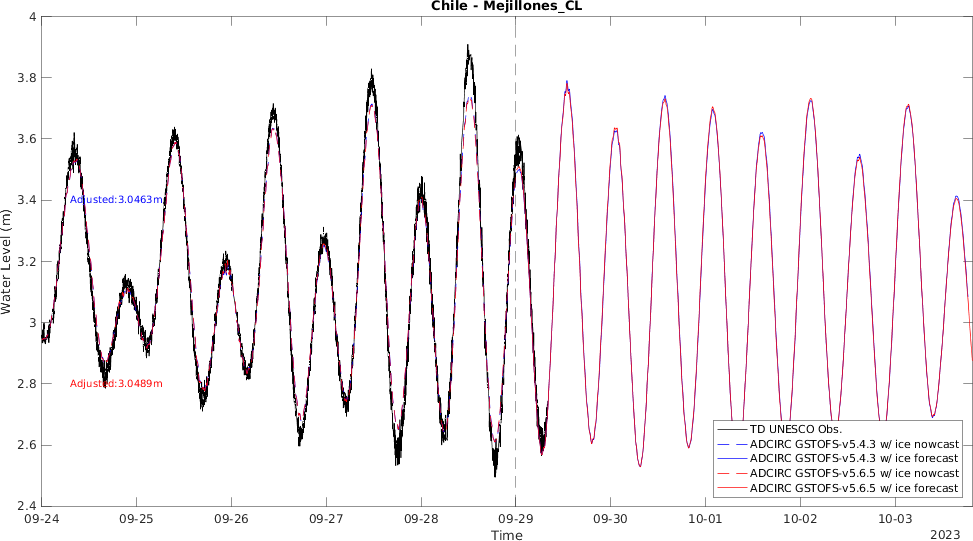 Chile - Mejillones_CL
4
3.8
3.6
3.4
3.2
3
2.8
2.6
2.4
Water Level (m)
Adjusted:3.0463m
Adjusted:3.0489m
TD UNESCO Obs.
ADCIRC GSTOFS-v5.4.3 w/ ice nowcast
ADCIRC GSTOFS-v5.4.3 w/ ice forecast
ADCIRC GSTOFS-v5.6.5 w/ ice nowcast
ADCIRC GSTOFS-v5.6.5 w/ ice forecast
09-24 09-25 09-26 09-27 09-28 09-29 09-30 10-01 10-02 10-03
Time
2023